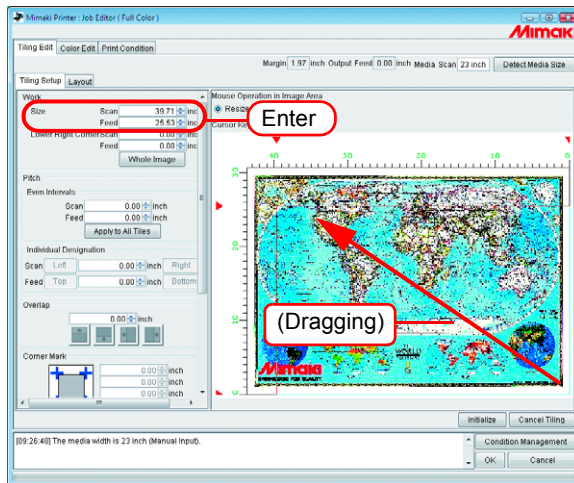 Mimaki Printer : Job Editor ( Full Color )
Mimaki
Tiling Edit Color Edit Print Condition
Margin 1.97 inch Output Feed 0.00 inch Media Scan 23 inch Detect Media Size
Tiling Setup Layout
Work
Size Scan 39.71 inc
Feed 25.53 inc
Lower Right Corner Scan 0.00 inc
Feed 0.00 inc
Whole Image
Pitch
Even Intervals
Scan 0.00 inch
Feed 0.00 inch
Apply to All Tiles
Individual Designation
Scan Left 0.00 inch Right
Feed Top 0.00 inch Bottom
Overlap
0.00 inch
Corner Mark
0.00 inch
0.00 inch
0.00 inch
Mouse Operation in Image Area
Resize
Cursor Ke
Enter
40 30 20 10 0
30
20
10
0
(Dragging)
Mimaki
Initialize Cancel Tiling
[09:26:40] The media width is 23 inch (Manual Input).
Condition Management
OK Cancel